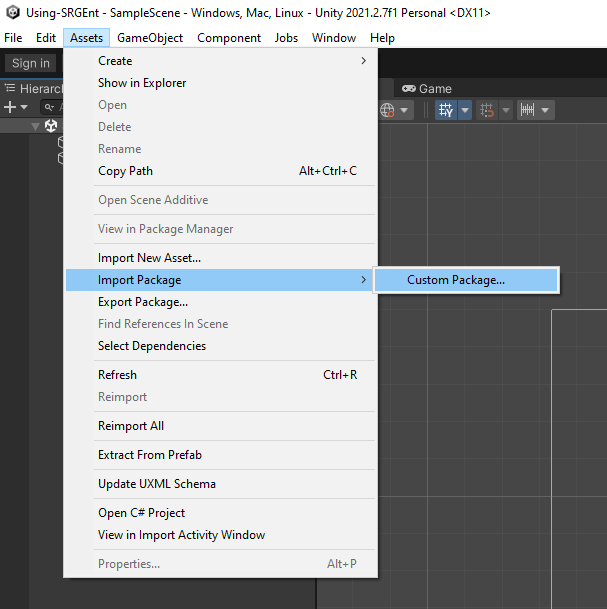 Using-SRGEnt - SampleScene - Windows, Mac, Linux - Unity 2021.2.7f1 Personal <DX11>
File Edit Assets GameObject Component Jobs Window Help
Sign in
Hierarch
Game
Create
Show in Explorer
Open
Delete
Rename
Copy Path Alt+Ctrl+C
Open Scene Additive
View in Package Manager
Import New Asset...
Import Package Custom Package...
Export Package...
Find References In Scene
Select Dependencies
Refresh Ctrl+R
Reimport
Reimport All
Extract From Prefab
Update UXML Schema
Open C# Project
View in Import Activity Window
Properties... Alt+P